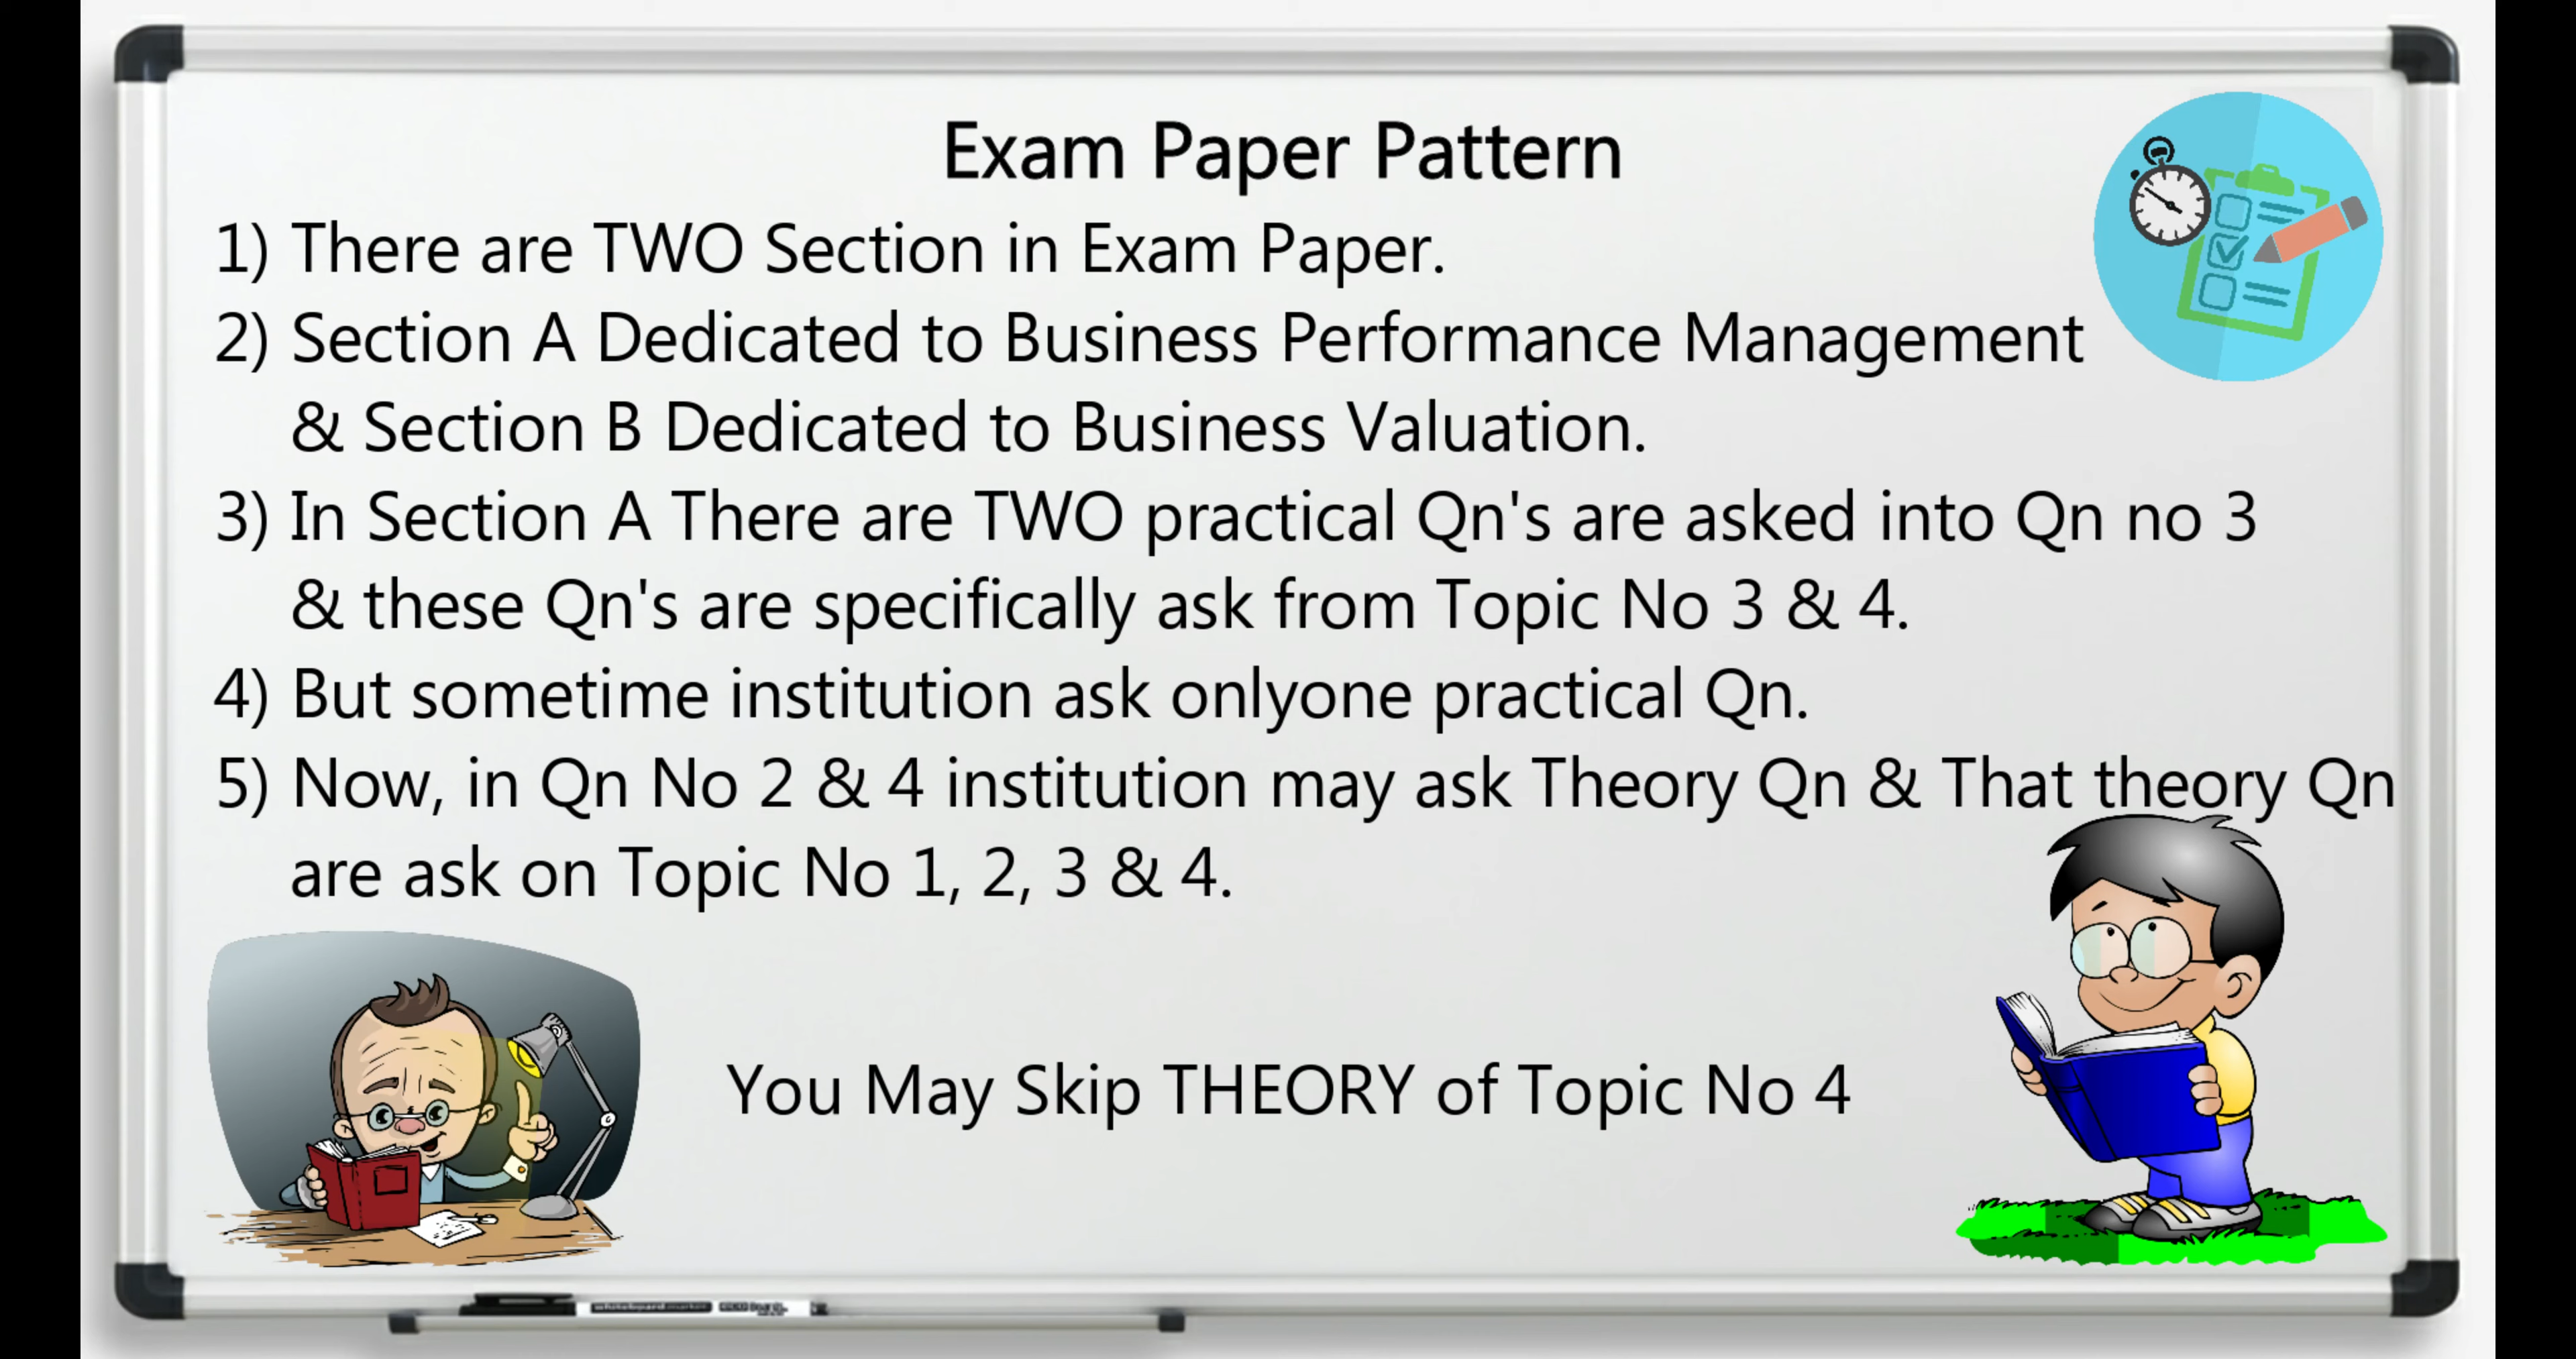 Exam Paper Pattern
1) There are TWO Section in Exam Paper.
2) Section A Dedicated to Business Performance Management
& Section B Dedicated to Business Valuation.
3) In Section A There are TWO practical Qn's are asked into Qn no 3
& these Qn's are specifically ask from Topic No 3 & 4.
4) But sometime institution ask onlyone practical Qn.
5) Now, in Qn No 2 & 4 institution may ask Theory Qn & That theory Qn
are ask on Topic No 1, 2, 3 & 4.
You May Skip THEORY of Topic No 4